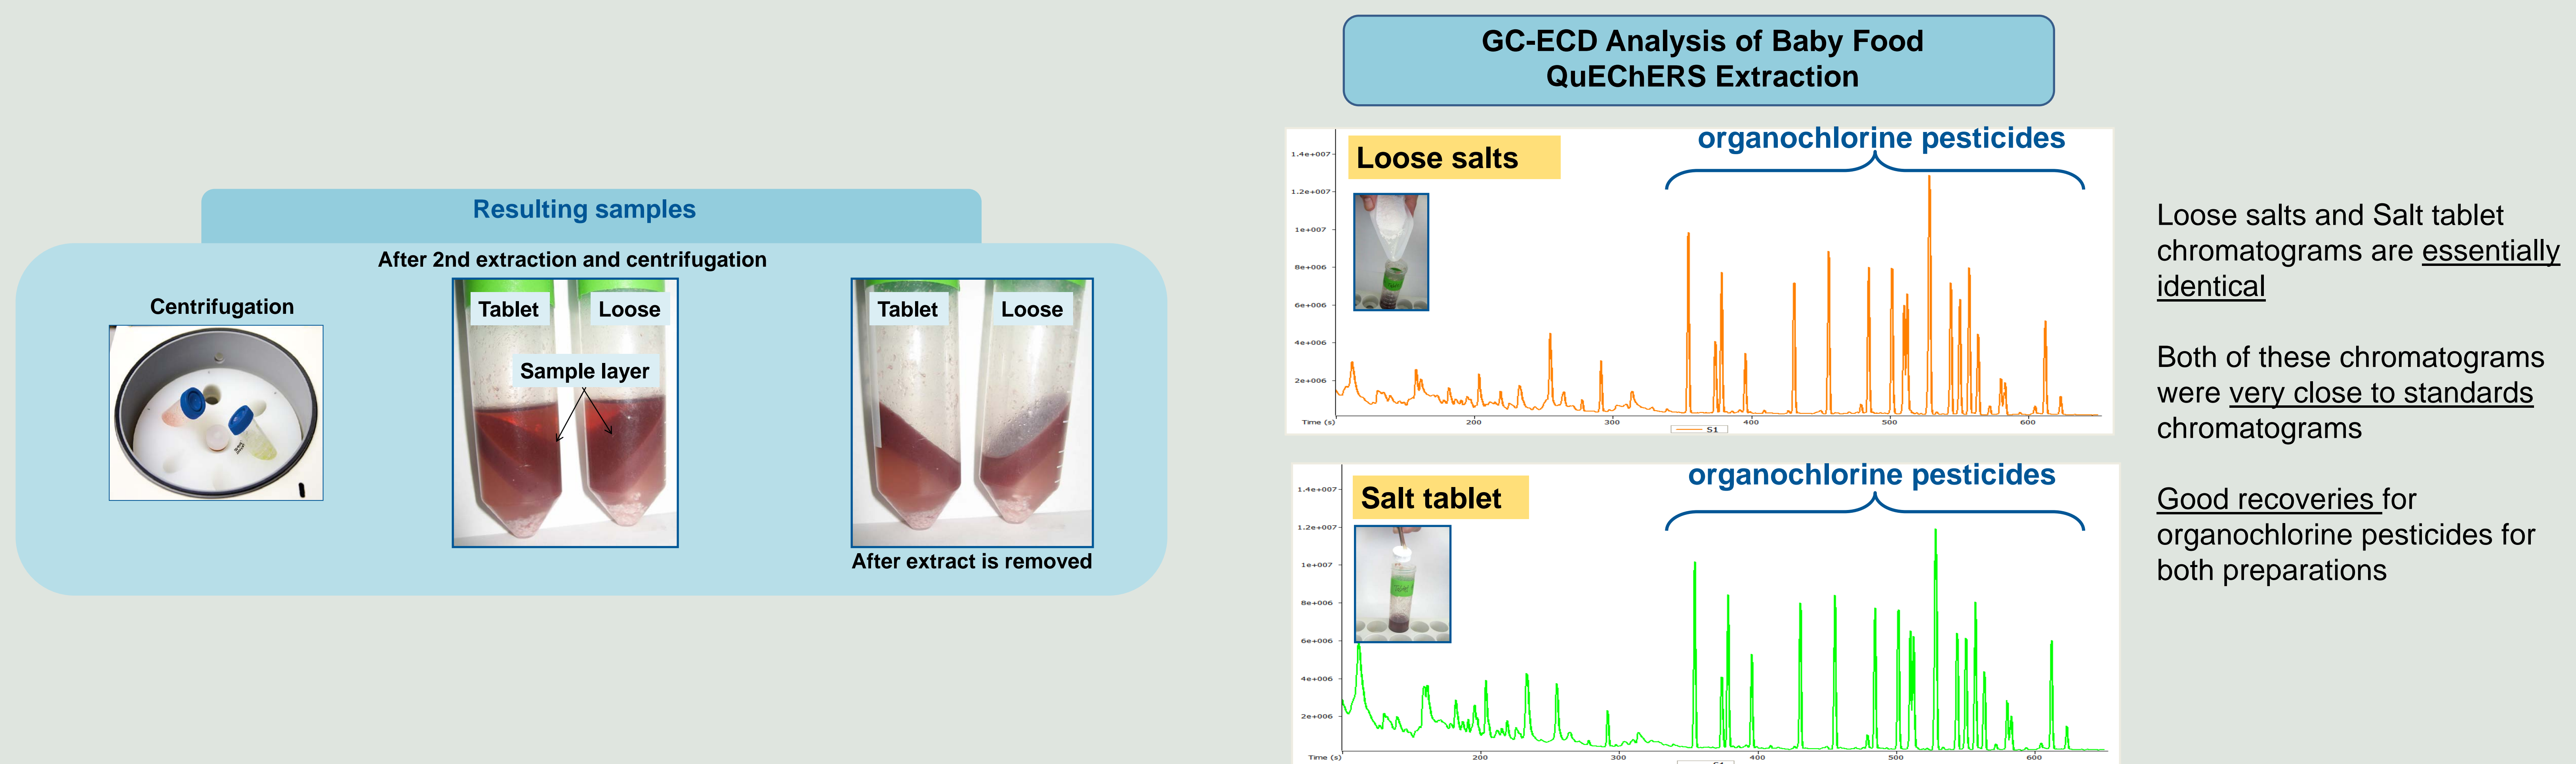 Resulting samples
After 2nd extraction and centrifugation
Centrifugation
Tablet
Loose
Sample layer
Tablet
Loose
After extract is removed
GC-ECD Analysis of Baby Food
QuEChERS Extraction
organochlorine pesticides
Loose salts
1.4e+007
1.2e+007
1e+007
8e+006
6e+006
4e+006
2e+006
Time (s)
200
300
400
500
600
S1
organochlorine pesticides
Salt tablet
1.4e+007
1.2e+007
1e+007
8e+006
6e+006
4e+006
2e+006
Time (s)
200
300
400
500
600
Loose salts and Salt tablet
chromatograms are essentially
identical
Both of these chromatograms
were very close to standards
chromatograms
Good recoveries for
organochlorine pesticides for
both preparations